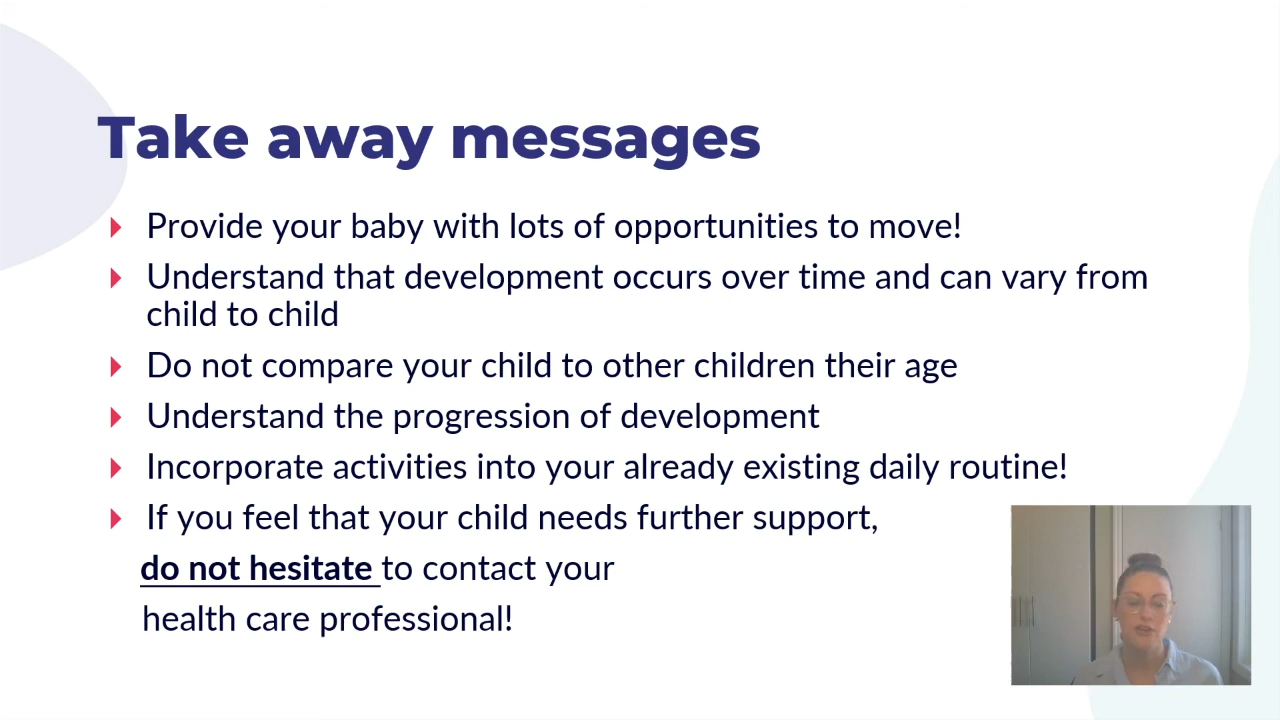 Take away messages
Provide your baby with lots of opportunities to move!
Understand that development occurs over time and can vary from
child to child
Do not compare your child to other children their age
Understand the progression of development
Incorporate activities into your already existing daily routine!
If you feel that your child needs further support,
do not hesitate to contact your
health care professional!